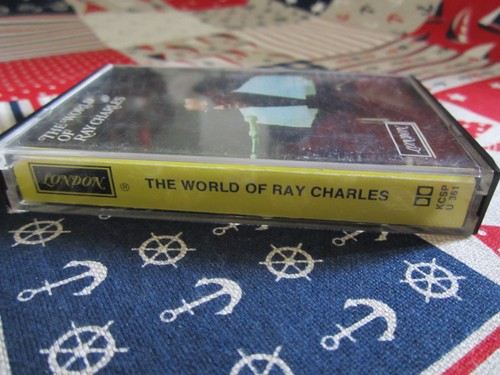 THE WORLD
OF
RAY CHARLES
LONDON
LONDON ® THE WORLD OF RAY CHARLES KCSP
U 361